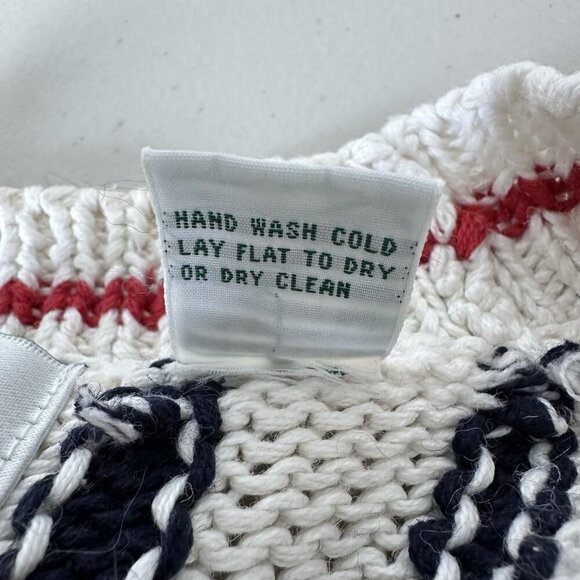 HAND WASH COLD
LAY FLAT TO DRY
OR DRY CLEAN